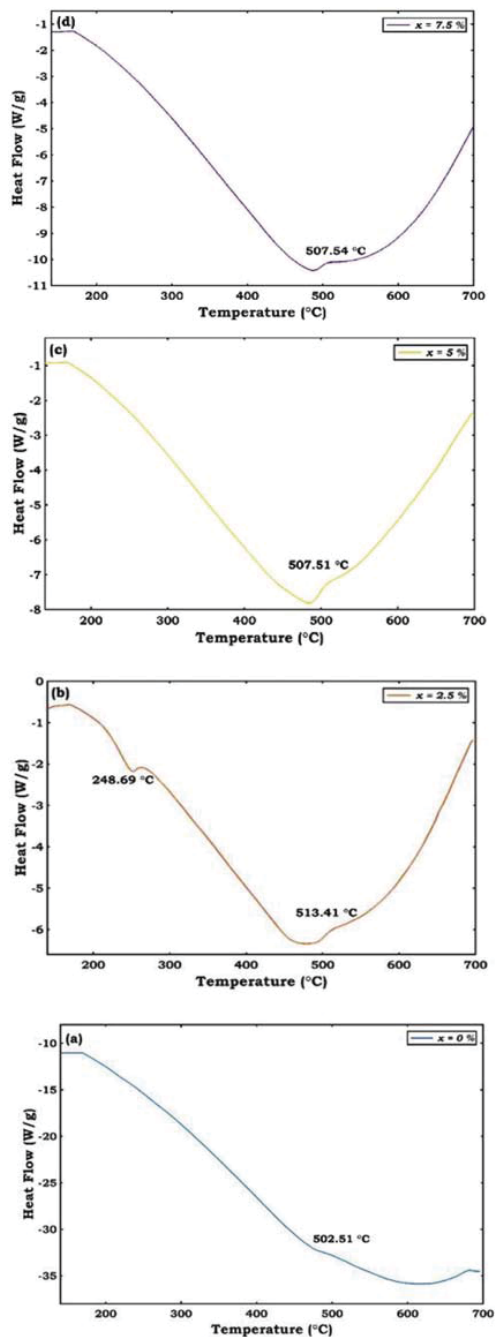 (d)
x = 7.5 %
-1
-2
-3
-4
-5
-6
-7
-8
-9
-10
-11
Heat Flow (W/g)
507.54 °C
200 300 400 500 600 700
Temperature (°C)
(c)
x = 5 %
-1
-2
-3
-4
-5
-6
-7
-8
Heat Flow (W/g)
507.51 °C
200 300 400 500 600 700
Temperature (°C)
(b)
x = 2.5 %
0
-1
-2
-3
-4
-5
-6
Heat Flow (W/g)
248.69 °C
513.41 °C
200 300 400 500 600 700
Temperature (°C)
(a)
x = 0 %
-10
-15
-20
-25
-30
-35
Heat Flow (W/g)
502.51 °C
200 300 400 500 600 700
Temperature (°C)